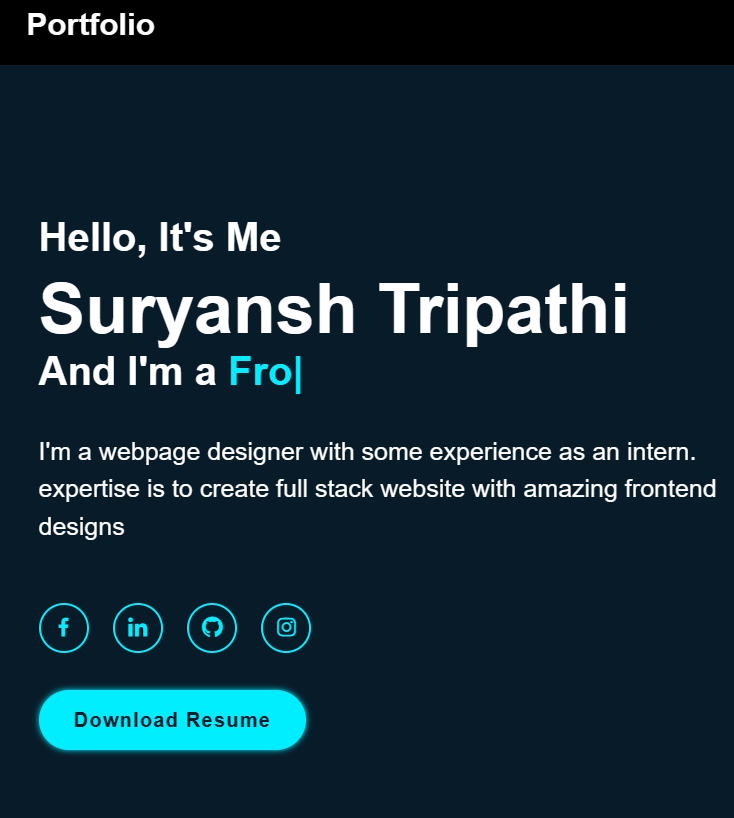 Portfolio
Hello, It's Me
Suryansh Tripathi
And I'm a Fro|
I'm a webpage designer with some experience as an intern.
expertise is to create full stack website with amazing frontend
designs
Download Resume